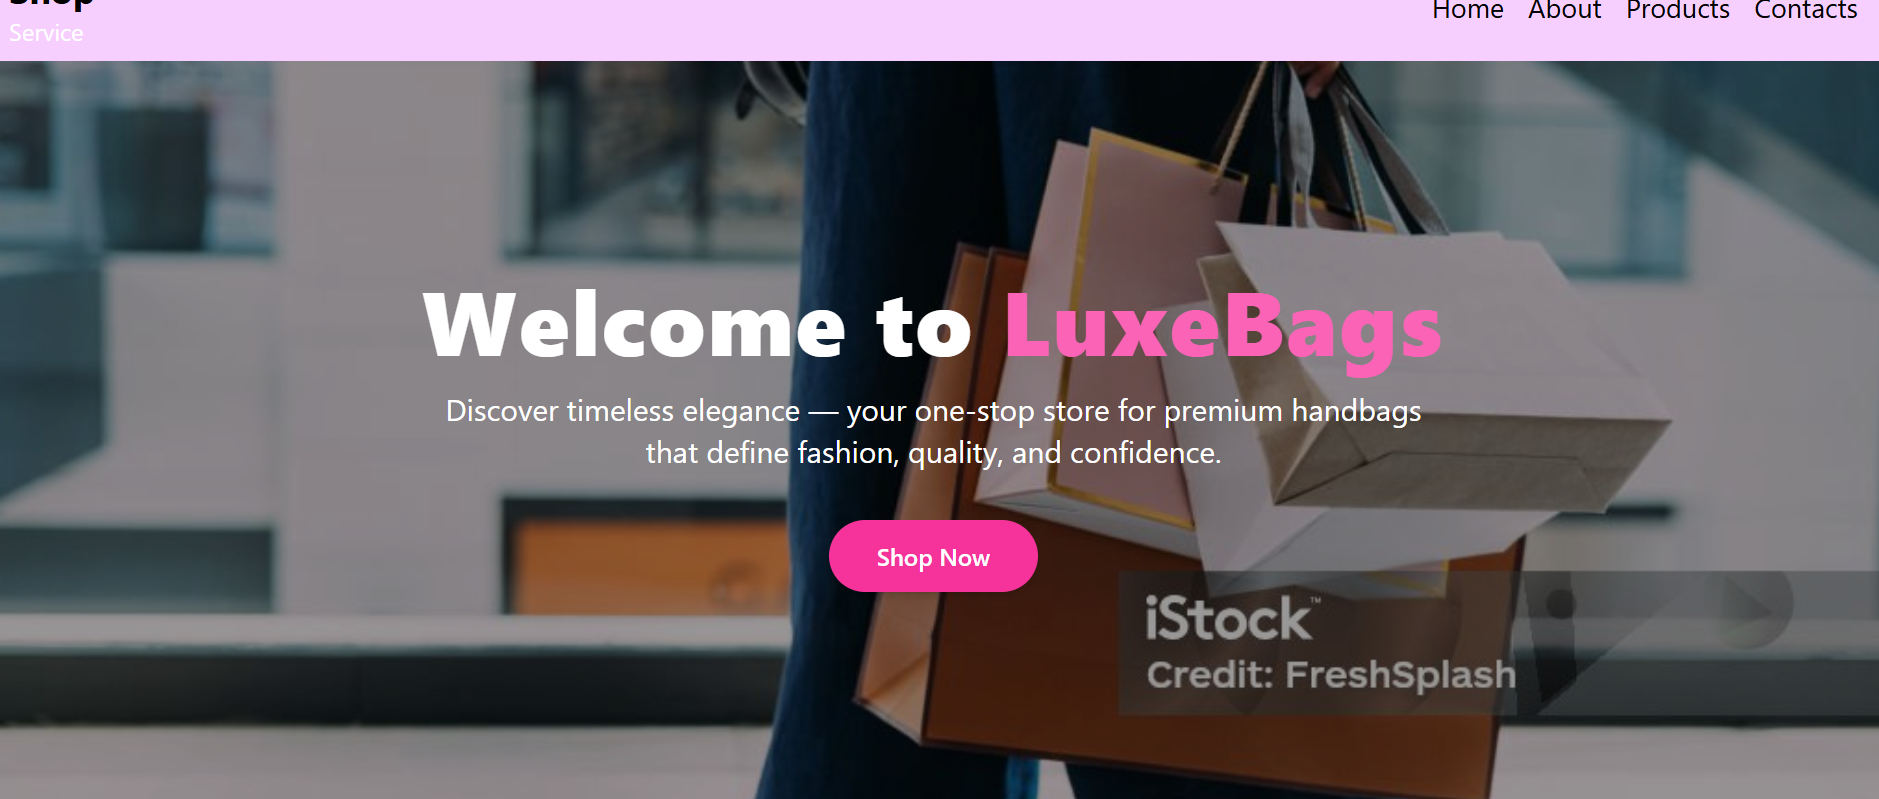 Shop
Service
Home About Products Contacts
Welcome to LuxeBags
Discover timeless elegance — your one-stop store for premium handbags
that define fashion, quality, and confidence.
Shop Now
iStock™
Credit: FreshSplash